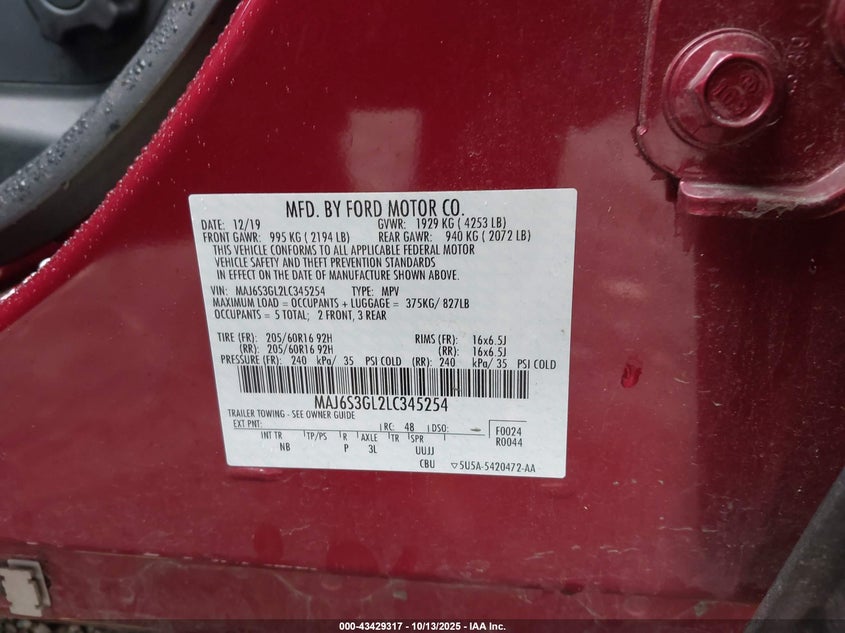 MFD. BY FORD MOTOR CO.
DATE: 12/19 GVWR: 1929 KG ( 4253 LB)
FRONT GAWR: 995 KG ( 2194 LB) REAR GAWR: 940 KG ( 2072 LB)
THIS VEHICLE CONFORMS TO ALL APPLICABLE FEDERAL MOTOR
VEHICLE SAFETY AND THEFT PREVENTION STANDARDS
IN EFFECT ON THE DATE OF MANUFACTURE SHOWN ABOVE.
VIN: MAJ6S3GL2LC345254 TYPE: MPV
MAXIMUM LOAD = OCCUPANTS + LUGGAGE = 375KG/ 827LB
OCCUPANTS = 5 TOTAL; 2 FRONT, 3 REAR
TIRE (FR): 205/60R16 92H RIMS (FR): 16x6.5J
(RR): 205/60R16 92H (RR): 16x6.5J
PRESSURE (FR): 240 kPa/ 35 PSI COLD (RR): 240 kPa/ 35 PSI COLD
MAJ6S3GL2LC345254
TRAILER TOWING - SEE OWNER GUIDE
EXT PNT: RC: 48 DSO: F0024
R0044
INT TR TP/PS R AXLE TR SPR
NB P 3L UUJJ
CBU ▽5U5A-5420472-AA
000-43429317 - 10/13/2025 - IAA Inc.